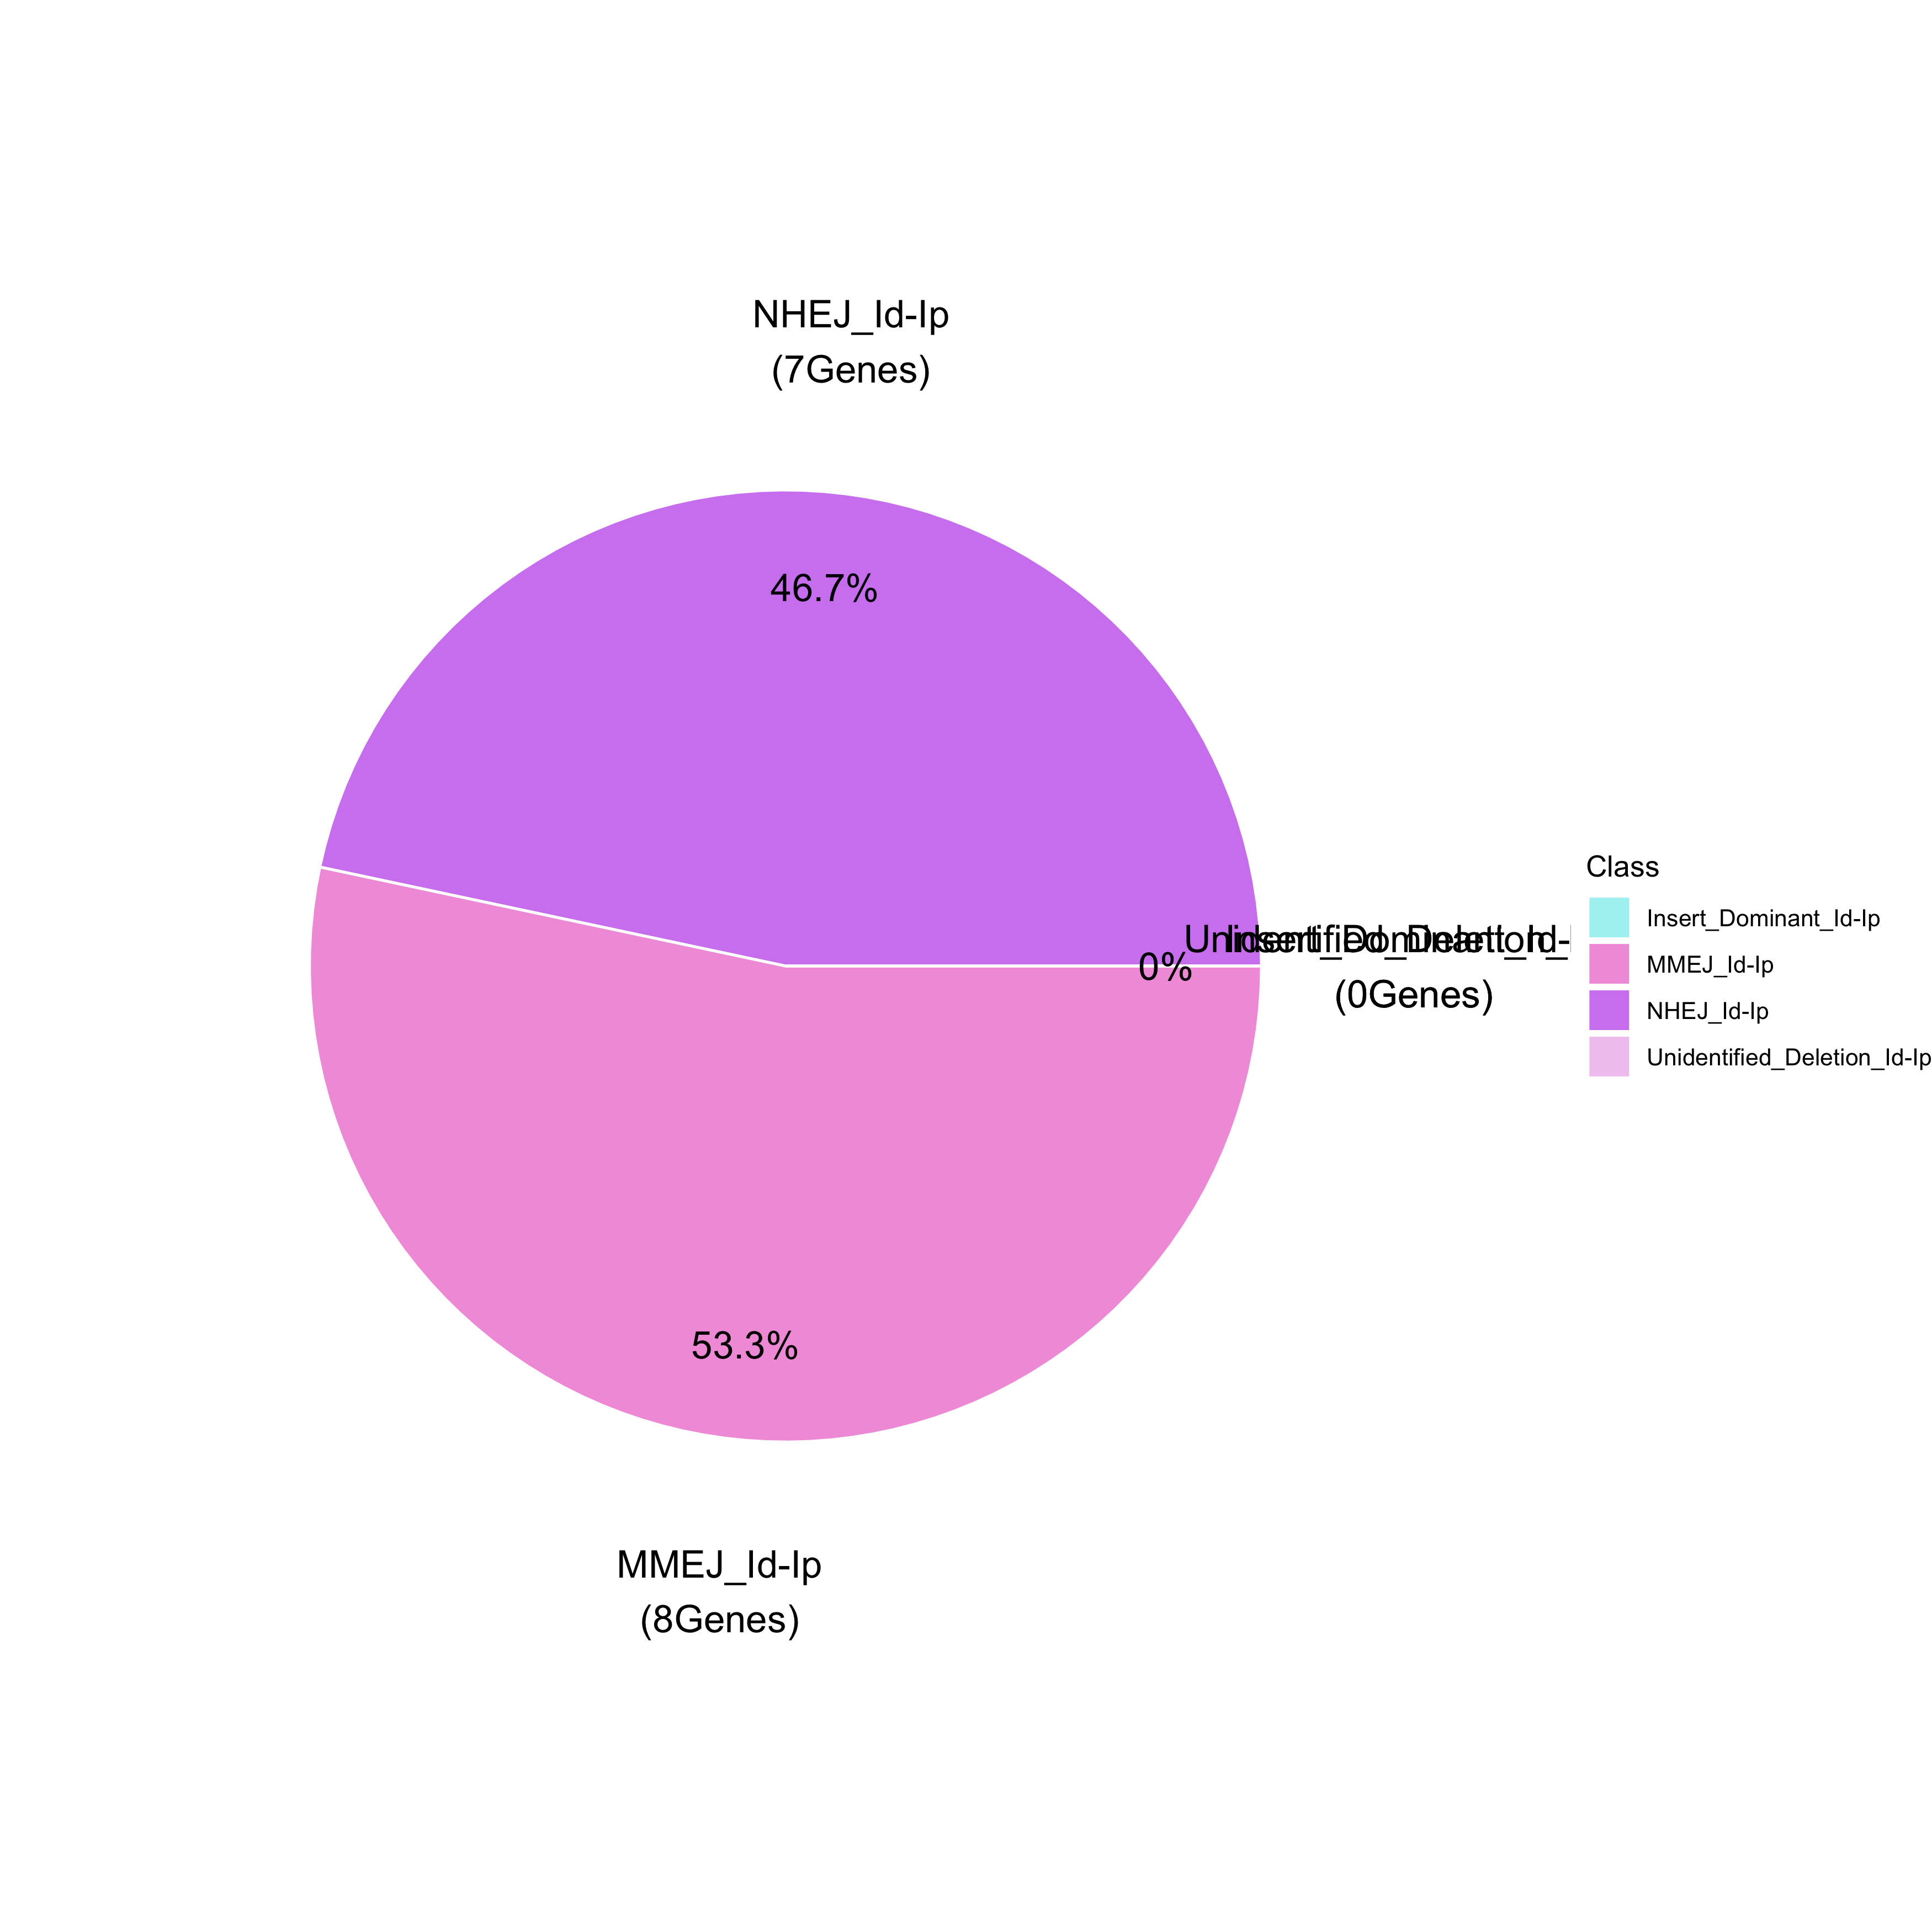 NHEJ_Id-Ip
(7Genes)
46.7%
0%
(0Genes)
53.3%
MMEJ_Id-Ip
(8Genes)
Class
Insert_Dominant_Id-Ip
MMEJ_Id-Ip
NHEJ_Id-Ip
Unidentified_Deletion_Id-Ip